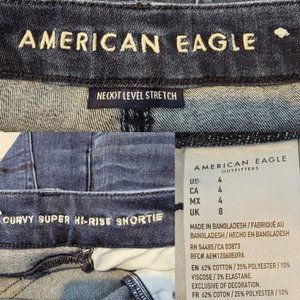 AMERICAN EAGLE
NE(X)T LEVEL STRETCH
CURVY SUPER HI-RISE SHORTIE
AMERICAN EAGLE
OUTFITTERS
US 4
CA 4
MX 4
UK 8
MADE IN BANGLADESH / FABRIQUÉ AU
BANGLADESH / HECHO EN BANGLADESH
RN 54485/CA 03873
RFC# AEM12060509A
EN 62% COTTON / 25% POLYESTER / 10%
VISCOSE / 3% ELASTANE.
EXCLUSIVE OF DECORATION.
FR 62% COTON / 25% POLYESTER / 10%